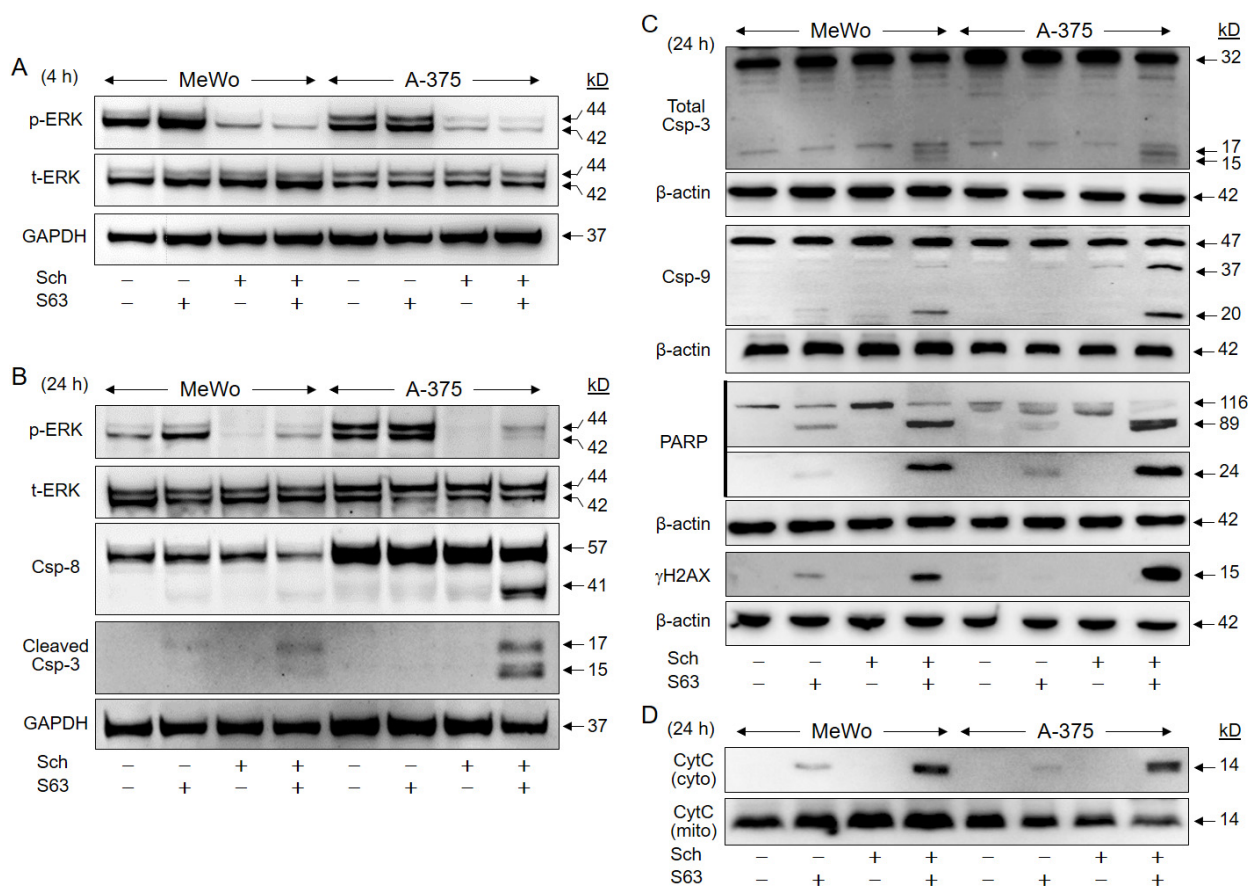 A
(4 h)
MeWo
A-375
kD
p-ERK
44
42
t-ERK
44
42
GAPDH
37
Sch − − + + − − + +
S63 − + − + − + − +
B
(24 h)
MeWo
A-375
kD
p-ERK
44
42
t-ERK
44
42
Csp-8
57
41
Cleaved
Csp-3
17
15
GAPDH
37
Sch − − + + − − + +
S63 − + − + − + − +
C
(24 h)
MeWo
A-375
kD
Total
Csp-3
32
17
15
β-actin
42
Csp-9
47
37
20
β-actin
42
PARP
116
89
24
β-actin
42
γH2AX
15
β-actin
42
Sch − − + + − − + +
S63 − + − + − + − +
D
(24 h)
MeWo
A-375
kD
CytC
(cyto)
14
CytC
(mito)
14
Sch − − + + − − + +
S63 − + − + − + − +